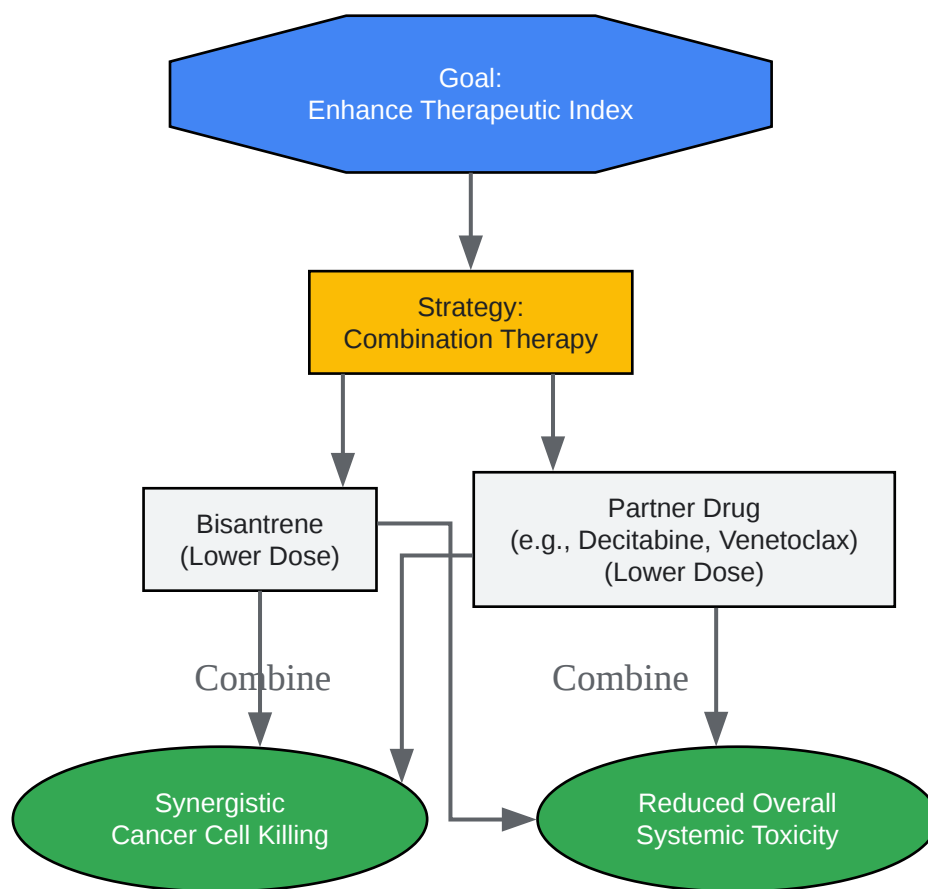 Goal:
Enhance Therapeutic Index
Strategy:
Combination Therapy
Bisantrene
(Lower Dose)
Partner Drug
(e.g., Decitabine, Venetoclax)
(Lower Dose)
Combine
Combine
Synergistic
Cancer Cell Killing
Reduced Overall
Systemic Toxicity